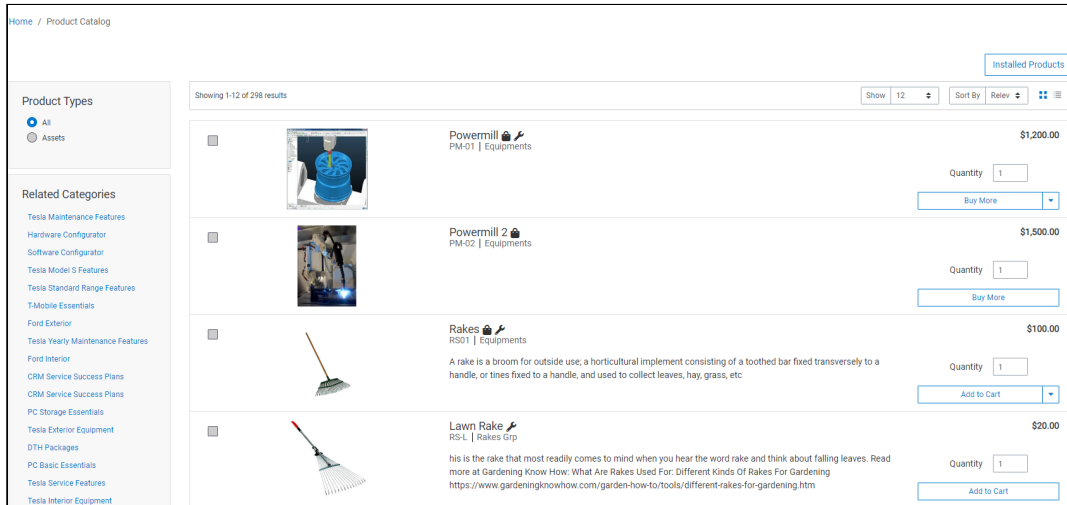 Home / Product Catalog
Installed Products
Product Types
All
Assets
Related Categories
Tesla Maintenance Features
Hardware Configurator
Software Configurator
Tesla Model S Features
Tesla Standard Range Features
T-Mobile Essentials
Ford Exterior
Tesla Yearly Maintenance Features
Ford Interior
CRM Service Success Plans
CRM Service Success Plans
PC Storage Essentials
Tesla Exterior Equipment
DTH Packages
PC Basic Essentials
Tesla Service Features
Tesla Interior Equipment
Showing 1-12 of 298 results
Show 12
Sort By Relev
Powermill
PM-01 | Equipments
$1,200.00
Quantity 1
Buy More
Powermill 2
PM-02 | Equipments
$1,500.00
Quantity 1
Buy More
Rakes
RS01 | Equipments
A rake is a broom for outside use; a horticultural implement consisting of a toothed bar fixed transversely to a
handle, or tines fixed to a handle, and used to collect leaves, hay, grass, etc
$100.00
Quantity 1
Add to Cart
Lawn Rake
RS-L | Rakes Grp
his is the rake that most readily comes to mind when you hear the word rake and think about falling leaves. Read
more at Gardening Know How: What Are Rakes Used For: Different Kinds Of Rakes For Gardening
https://www.gardeningknowhow.com/garden-how-to/tools/different-rakes-for-gardening.htm
$20.00
Quantity 1
Add to Cart